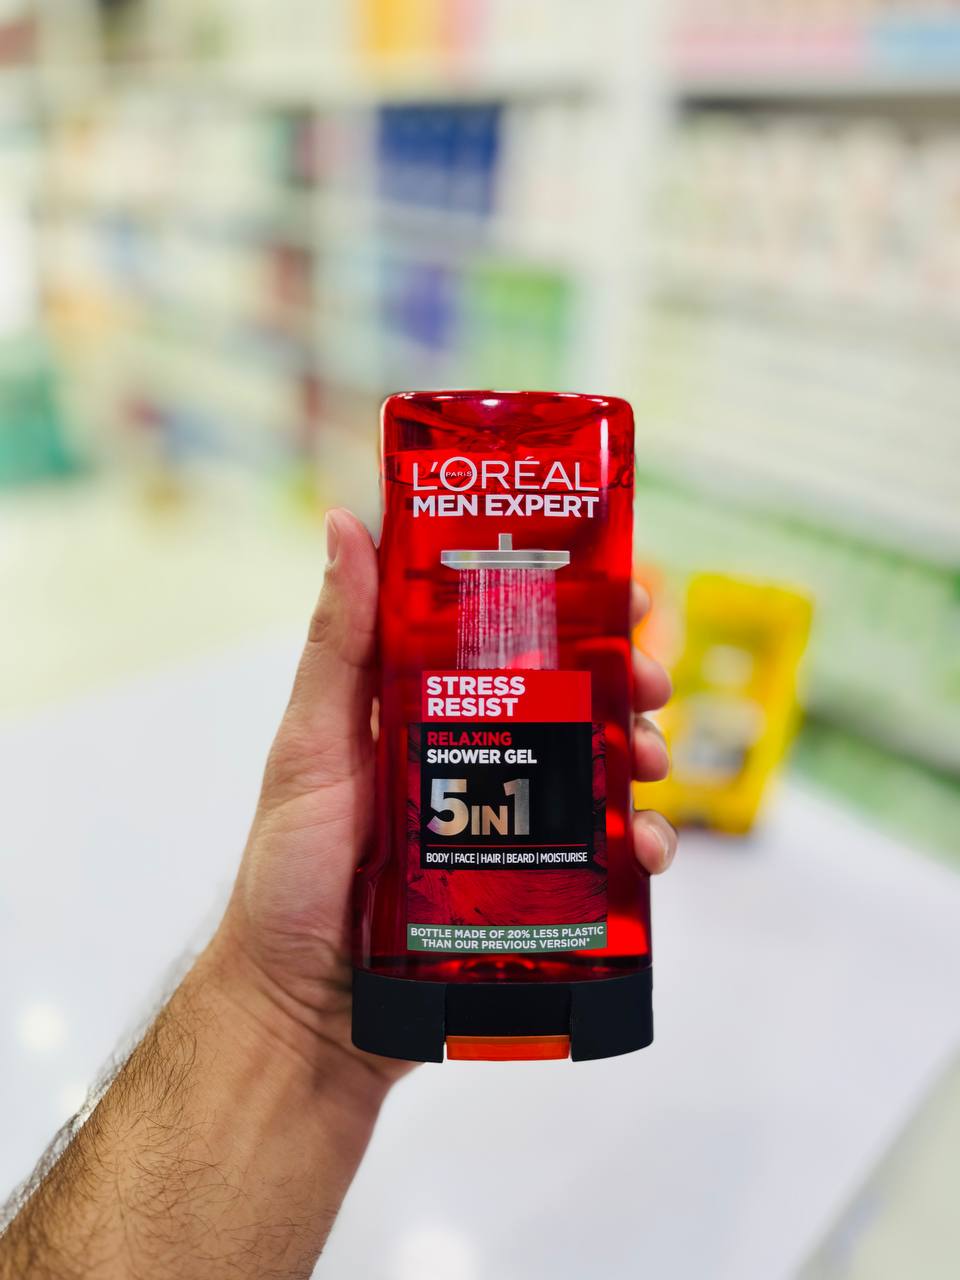 L'ORÉAL
PARIS
MEN EXPERT
STRESS
RESIST
RELAXING
SHOWER GEL
5IN1
BODY | FACE | HAIR | BEARD | MOISTURISE
BOTTLE MADE OF 20% LESS PLASTIC
THAN OUR PREVIOUS VERSION*